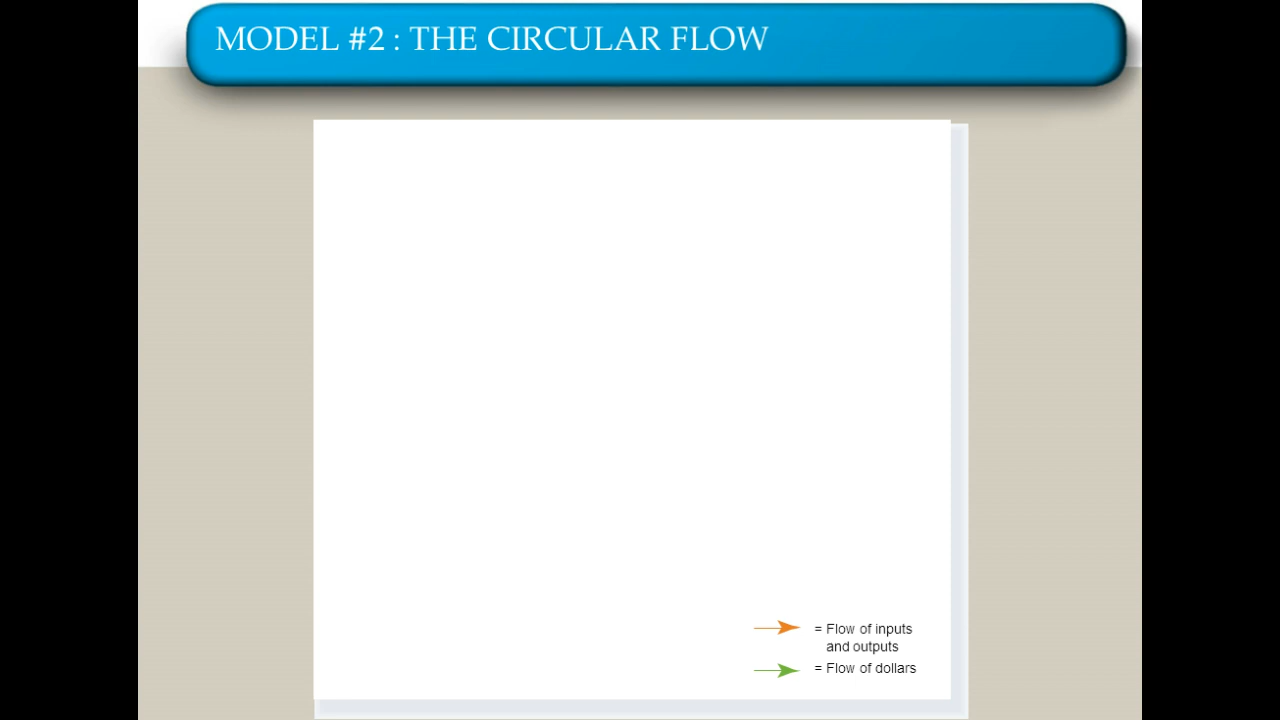 MODEL #2 : THE CIRCULAR FLOW
= Flow of inputs
and outputs
= Flow of dollars